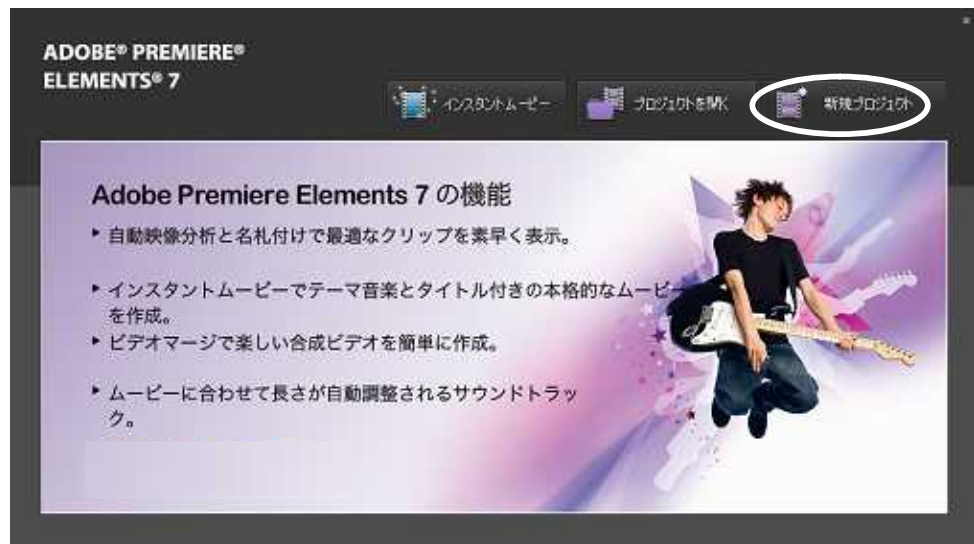 ADOBE® PREMIERE®
ELEMENTS® 7
インスタントムービー
プロジェクトを開く
新規プロジェクト
Adobe Premiere Elements 7 の機能
自動映像分析と名札付けで最適なクリップを素早く表示。
インスタントムービーでテーマ音楽とタイトル付きの本格的なムービー
を作成。
ビデオマージで楽しい合成ビデオを簡単に作成。
ムービーに合わせて長さが自動調整されるサウンドトラッ
ク。